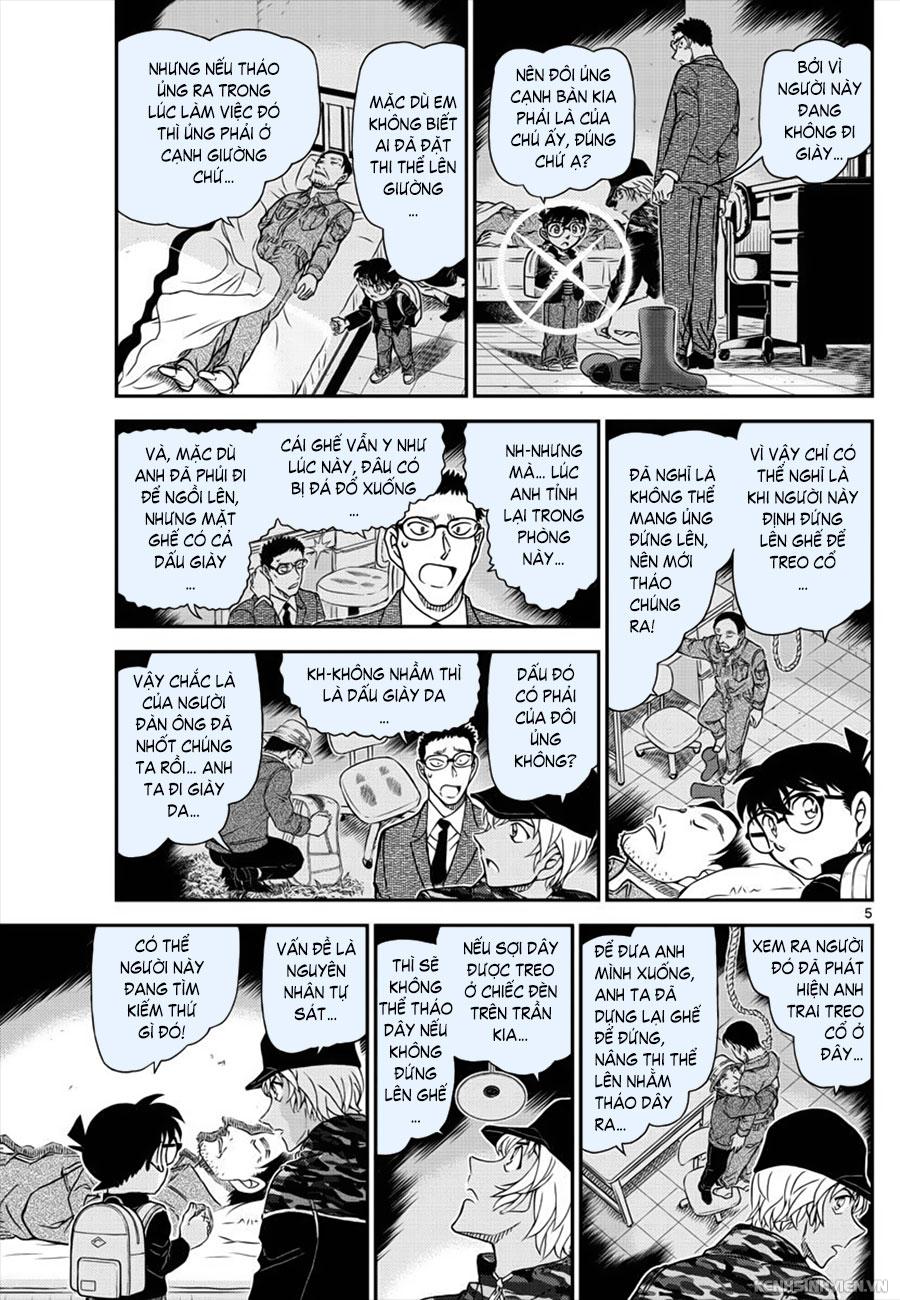 BỞI VÌ
NGƯỜI NÀY
ĐANG
KHÔNG ĐI
GIÀY...
NÊN ĐÔI ỦNG
CẠNH BÀN KIA
PHẢI LÀ CỦA
CHÚ ẤY, ĐÚNG
CHỨ Ạ?
MẶC DÙ EM
KHÔNG BIẾT
AI ĐÃ ĐẶT
THI THỂ LÊN
GIƯỜNG
...
NHƯNG NẾU THÁO
ỦNG RA TRONG
LÚC LÀM VIỆC ĐÓ
THÌ ỦNG PHẢI Ở
CẠNH GIƯỜNG
CHỨ...
VÌ VẬY CHỈ CÓ
THỂ NGHĨ LÀ
KHI NGƯỜI NÀY
ĐỊNH ĐỨNG
LÊN GHẾ ĐỂ
TREO CỔ
...
ĐÃ NGHĨ LÀ
KHÔNG THỂ
MANG ỦNG
ĐỨNG LÊN,
NÊN MỚI
THÁO
CHÚNG
RA!
NH-NHƯNG
MÀ... LÚC
ANH TỈNH
LẠI TRONG
PHÒNG
NÀY...
CÁI GHẾ VẪN Y NHƯ
LÚC NÀY, ĐÂU CÓ
BỊ ĐÁ ĐỔ XUỐNG
...
VÀ, MẶC DÙ
ANH ĐÃ PHỦI ĐI
ĐỂ NGỒI LÊN,
NHƯNG MẶT
GHẾ CÓ CẢ
DẤU GIÀY
...
DẤU ĐÓ
CÓ PHẢI
CỦA ĐÔI
ỦNG
KHÔNG?
KH-KHÔNG NHẦM THÌ
LÀ DẤU GIÀY DA
...
VẬY CHẮC LÀ
CỦA NGƯỜI
ĐÀN ÔNG ĐÃ
NHỐT CHÚNG
TA RỒI... ANH
TA ĐI GIÀY
DA...
5
XEM RA NGƯỜI
ĐÓ ĐÃ PHÁT
HIỆN ANH
TRAI TREO
CỔ Ở
ĐÂY...
ĐỂ ĐƯA ANH
MÌNH XUỐNG,
ANH TA ĐÃ
DỰNG LẠI GHẾ
ĐỂ ĐỨNG,
NÂNG THI THỂ
LÊN NHẰM
THÁO DÂY
RA...
NẾU SỢI DÂY
ĐƯỢC TREO
Ở CHIẾC ĐÈN
TRÊN TRẦN
KIA...
THÌ SẼ
KHÔNG
THỂ THÁO
DÂY NẾU
KHÔNG
ĐỨNG
LÊN GHẾ
...
VẤN ĐỀ LÀ
NGUYÊN
NHÂN TỰ
SÁT...
CÓ THỂ
NGƯỜI NÀY
ĐANG TÌM
KIẾM THỨ
GÌ ĐÓ!
KENHSINHVIEN.VN